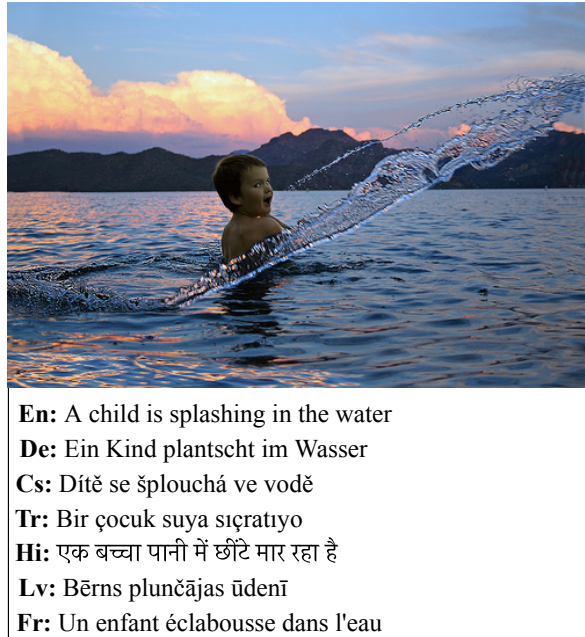 En: A child is splashing in the water
De: Ein Kind plantscht im Wasser
Cs: Dítě se šplouchá ve vodě
Tr: Bir çocuk suya sıçratıyo
Hi: एक बच्चा पानी में छींटे मार रहा है
Lv: Bērns plunčājas ūdenī
Fr: Un enfant éclabousse dans l'eau